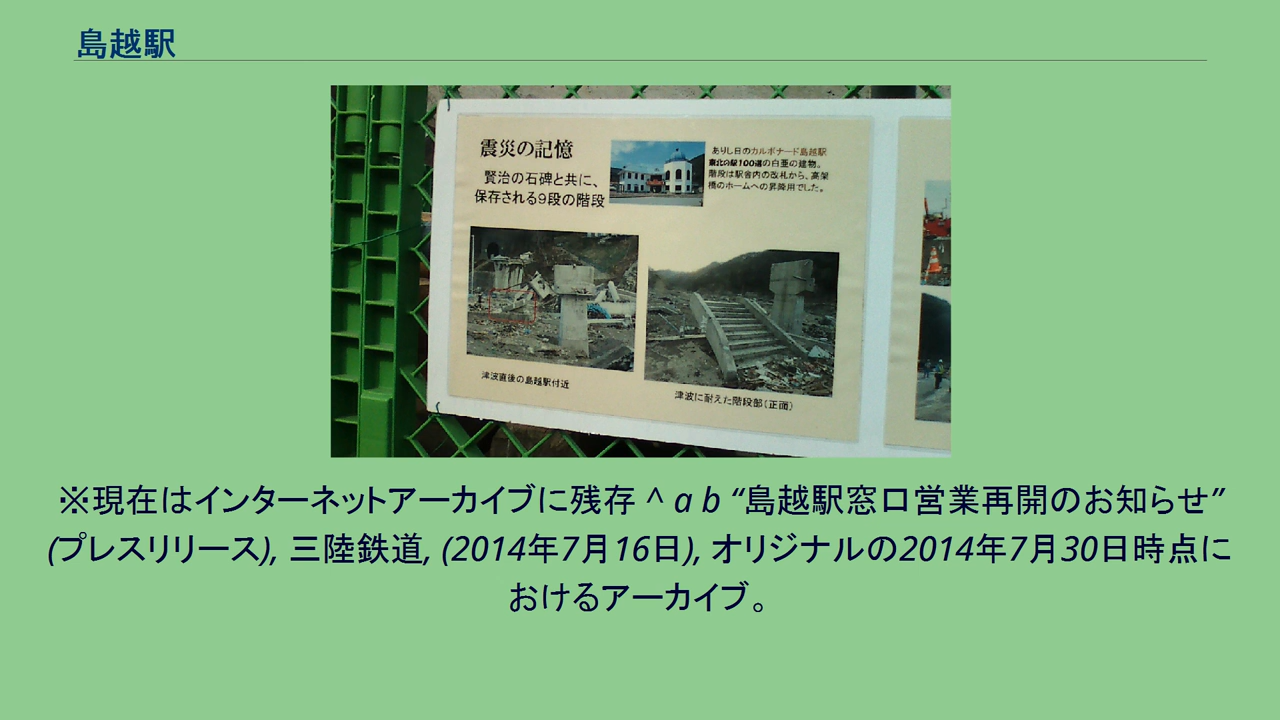 島越駅
震災の記憶
賢治の石碑と共に、
保存される9段の階段
ありし日のカルボナード島越駅
東北の駅100選の白亜の建物。
階段は駅舎内の改札から、高架
橋のホームへの昇降用でした。
津波直後の島越駅付近
津波に耐えた階段部(正面)
※現在はインターネットアーカイブに残存 ^ a b “島越駅窓口営業再開のお知らせ”
(プレスリリース), 三陸鉄道, (2014年7月16日), オリジナルの2014年7月30日時点に
おけるアーカイブ。